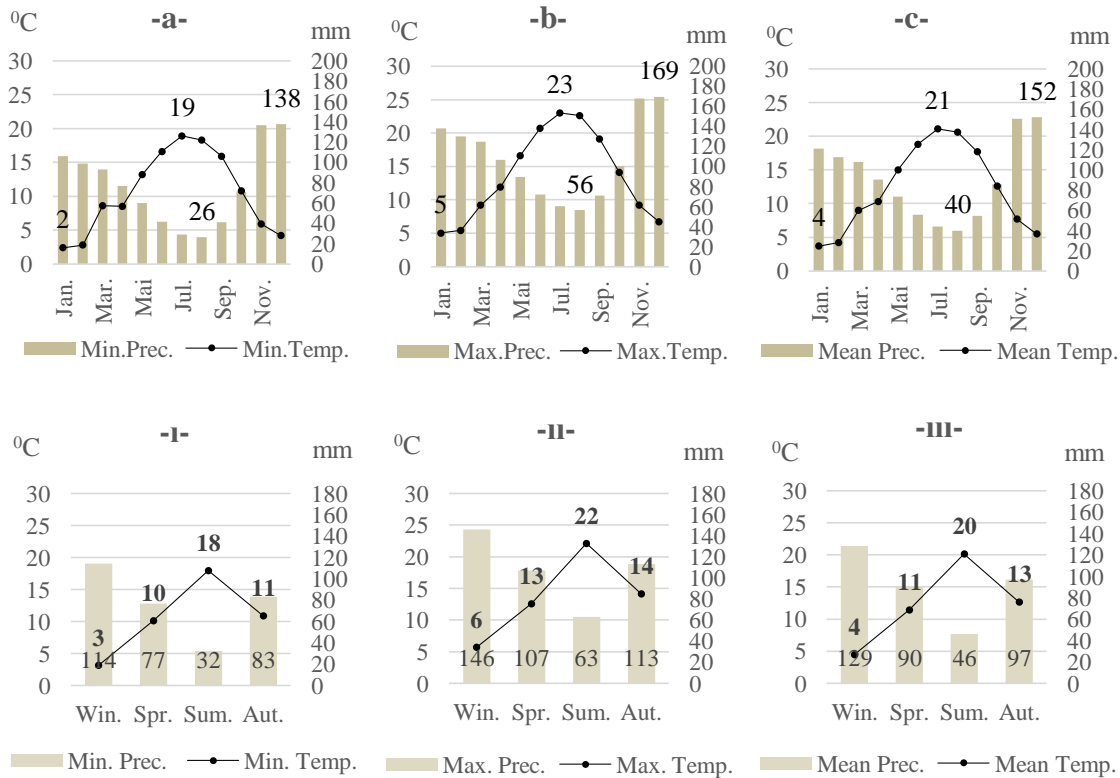 -a-
⁰C
mm
30
25
20
15
10
5
0
200
180
160
140
120
100
80
60
40
20
0
2
19
26
138
Jan.
Mar.
Mai
Jul.
Sep.
Nov.
Min.Prec.
Min.Temp.
-b-
⁰C
mm
30
25
20
15
10
5
0
200
180
160
140
120
100
80
60
40
20
0
5
23
56
169
Jan.
Mar.
Mai
Jul.
Sep.
Nov.
Max.Prec.
Max.Temp.
-c-
⁰C
mm
30
25
20
15
10
5
0
200
180
160
140
120
100
80
60
40
20
0
4
21
40
152
Jan.
Mar.
Mai
Jul.
Sep.
Nov.
Mean Prec.
Mean Temp.
-I-
⁰C
mm
30
25
20
15
10
5
0
180
160
140
120
100
80
60
40
20
0
3
10
18
11
114
77
32
83
Win.
Spr.
Sum.
Aut.
Min. Prec.
Min. Temp.
-II-
⁰C
mm
30
25
20
15
10
5
0
180
160
140
120
100
80
60
40
20
0
6
13
22
14
146
107
63
113
Win.
Spr.
Sum.
Aut.
Max. Prec.
Max. Temp.
-III-
⁰C
mm
30
25
20
15
10
5
0
180
160
140
120
100
80
60
40
20
0
4
11
20
13
129
90
46
97
Win.
Spr.
Sum.
Aut.
Mean Prec.
Mean Temp.